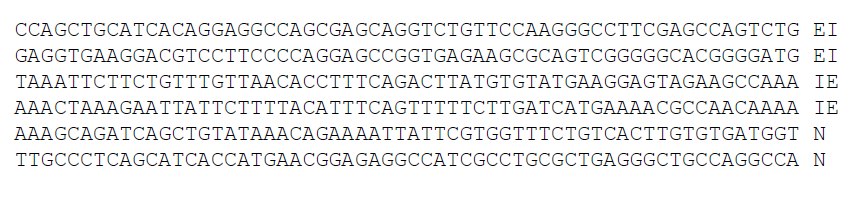 CCAGCTGCATCACAGGAGGCCAGCGAGCAGGTCTGTTCCAAGGGCCTTCGAGCCAGTCTG EI
GAGGTGAAGGACGTCCTTCCCCAGGAGCCGGTGAGAAGCGCAGTCGGGGGCACGGGGATG EI
TAAATTCTTCTGTTTGTTAACACCTTTCAGACTTATGTGTATGAAGGAGTAGAAGCCAAA IE
AAACTAAAGAATTATTCTTTTACATTTCAGTTTTTCTTGATCATGAAAACGCCAACAAAA IE
AAAGCAGATCAGCTGTATAAACAGAAAATTATTCGTGGTTTCTGTCACTTGTGTGATGGT N
TTGCCCTCAGCATCACCATGAACGGAGAGGCCATCGCCTGCGCTGAGGGCTGCCAGGCCA N